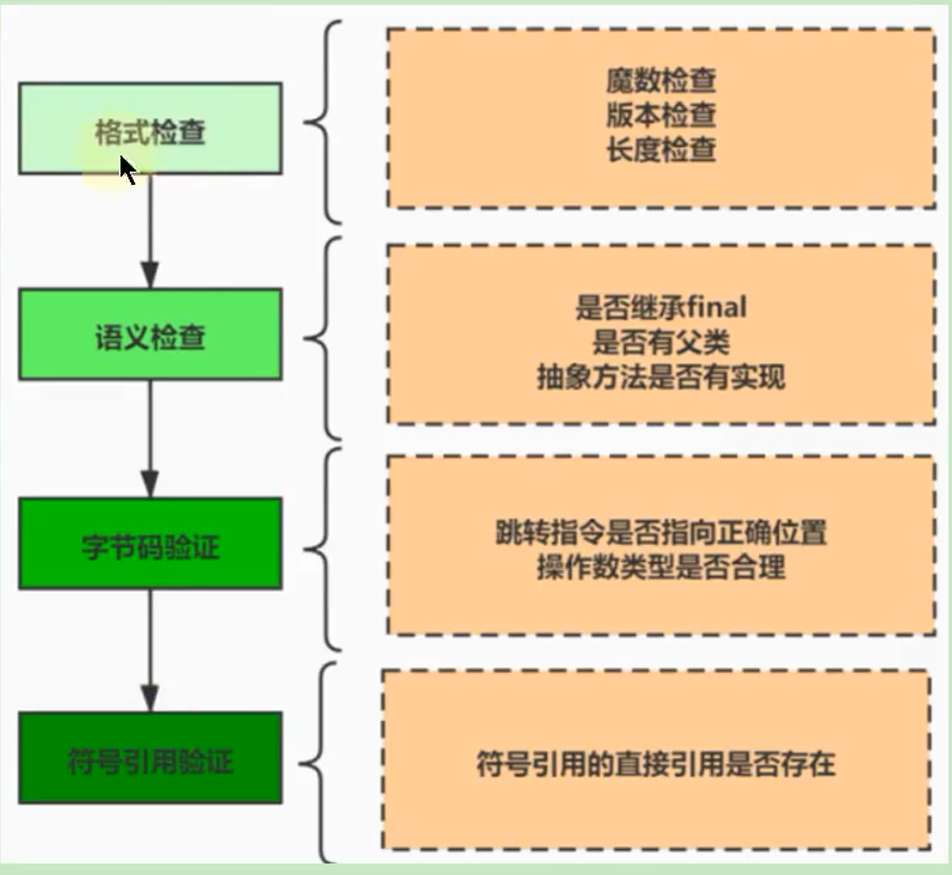 格式检查
魔数检查
版本检查
长度检查
语义检查
是否继承final
是否有父类
抽象方法是否有实现
字节码验证
跳转指令是否指向正确位置
操作数类型是否合理
符号引用验证
符号引用的直接引用是否存在